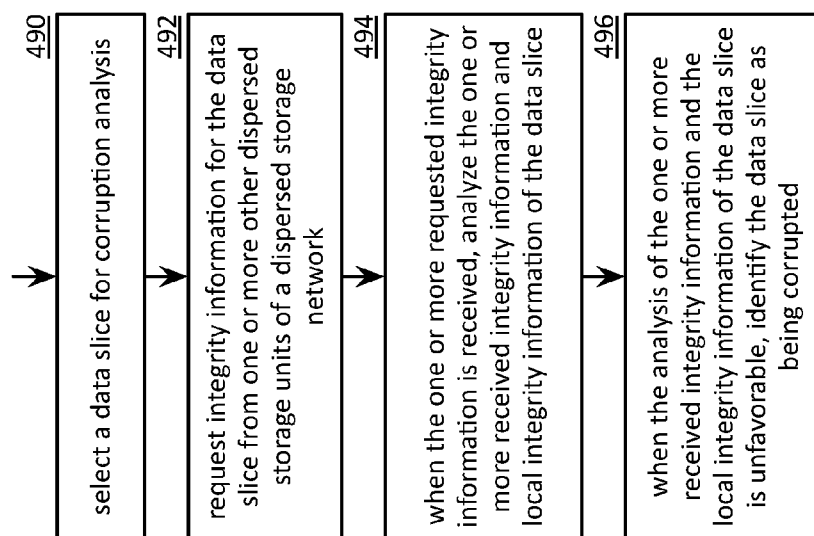 490
select a data slice for corruption analysis
492
request integrity information for the data
slice from one or more other dispersed
storage units of a dispersed storage
network
494
when the one or more requested integrity
information is received, analyze the one or
more received integrity information and
local integrity information of the data slice
496
when the analysis of the one or more
received integrity information and the
local integrity information of the data slice
is unfavorable, identify the data slice as
being corrupted